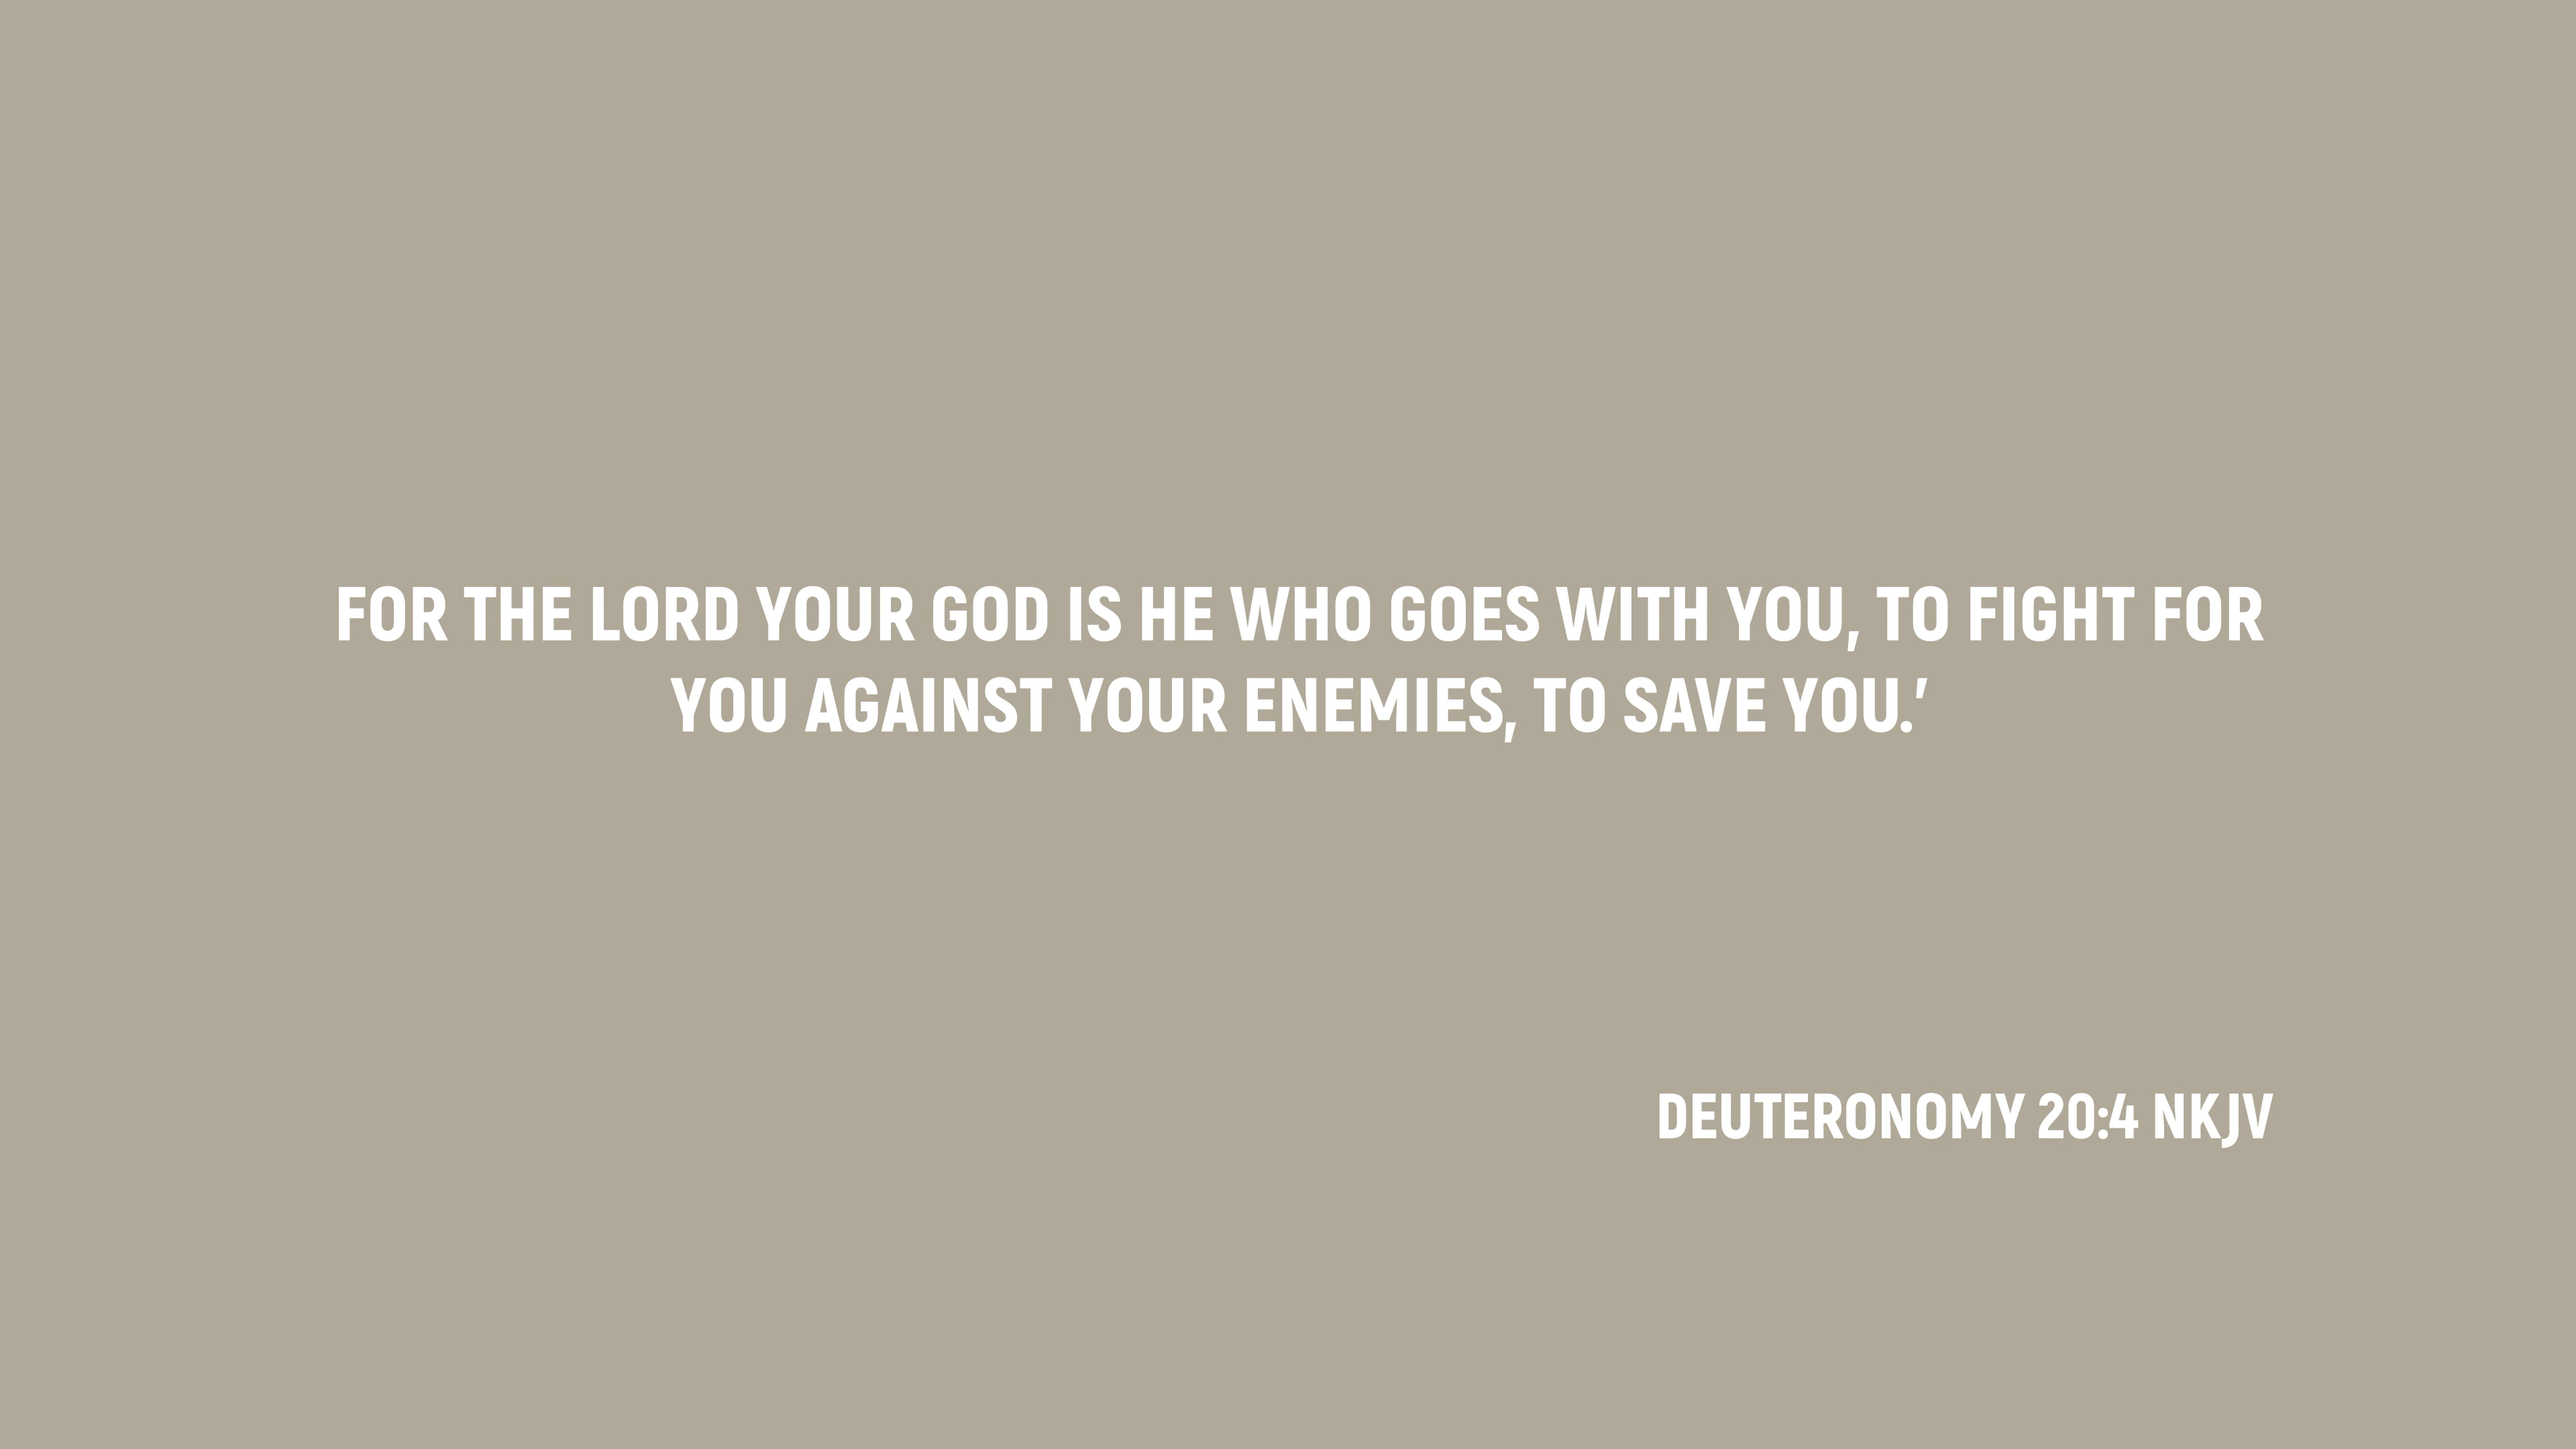 FOR THE LORD YOUR GOD IS HE WHO GOES WITH YOU, TO FIGHT FOR
YOU AGAINST YOUR ENEMIES, TO SAVE YOU.’
DEUTERONOMY 20:4 NKJV